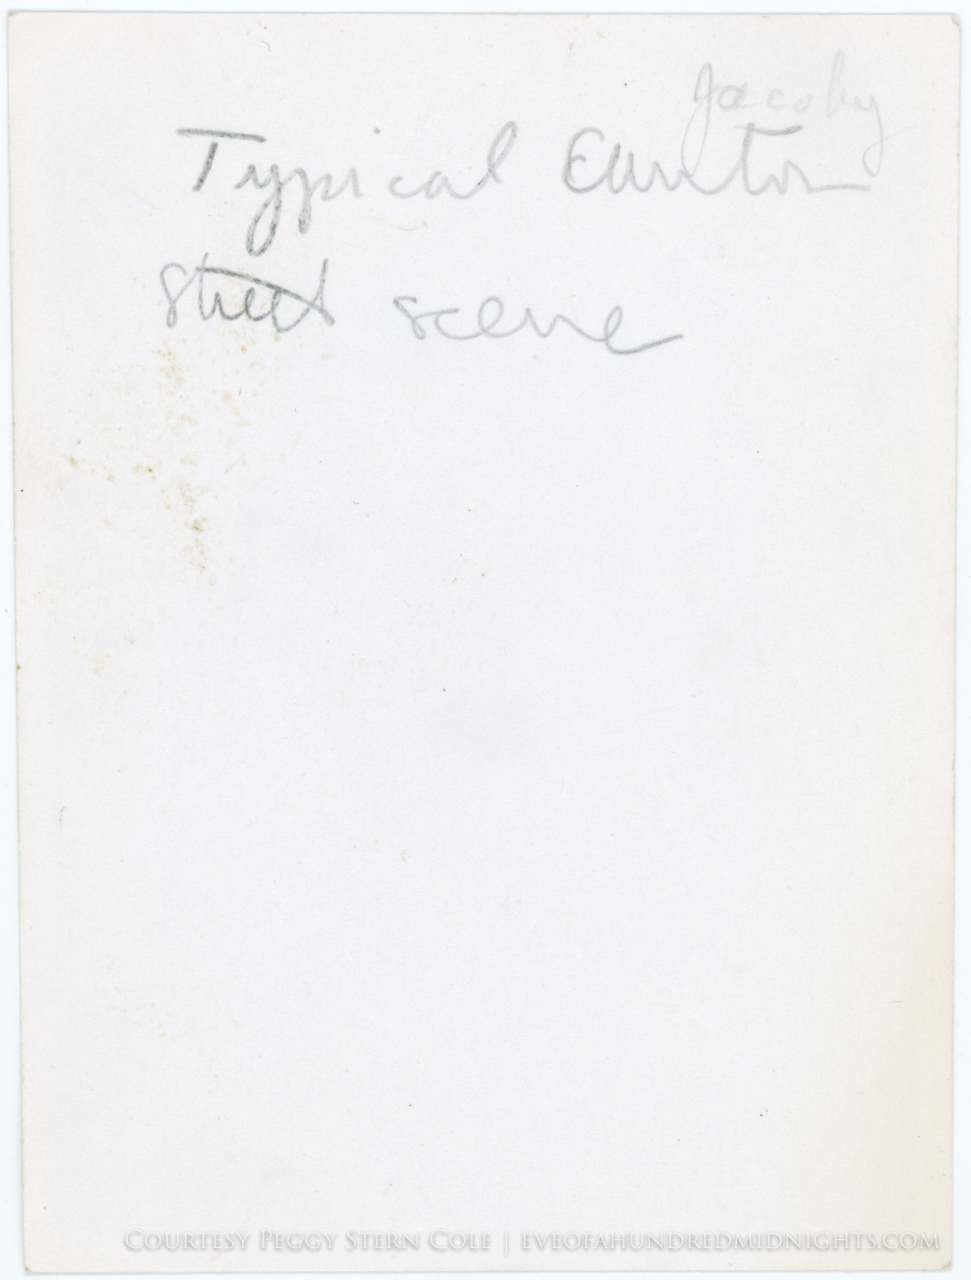 Jacoby
Typical Canton
street scene
COURTESY PEGGY STERN COLE | EVEOFAHUNDREDMIDNIGHTS.COM